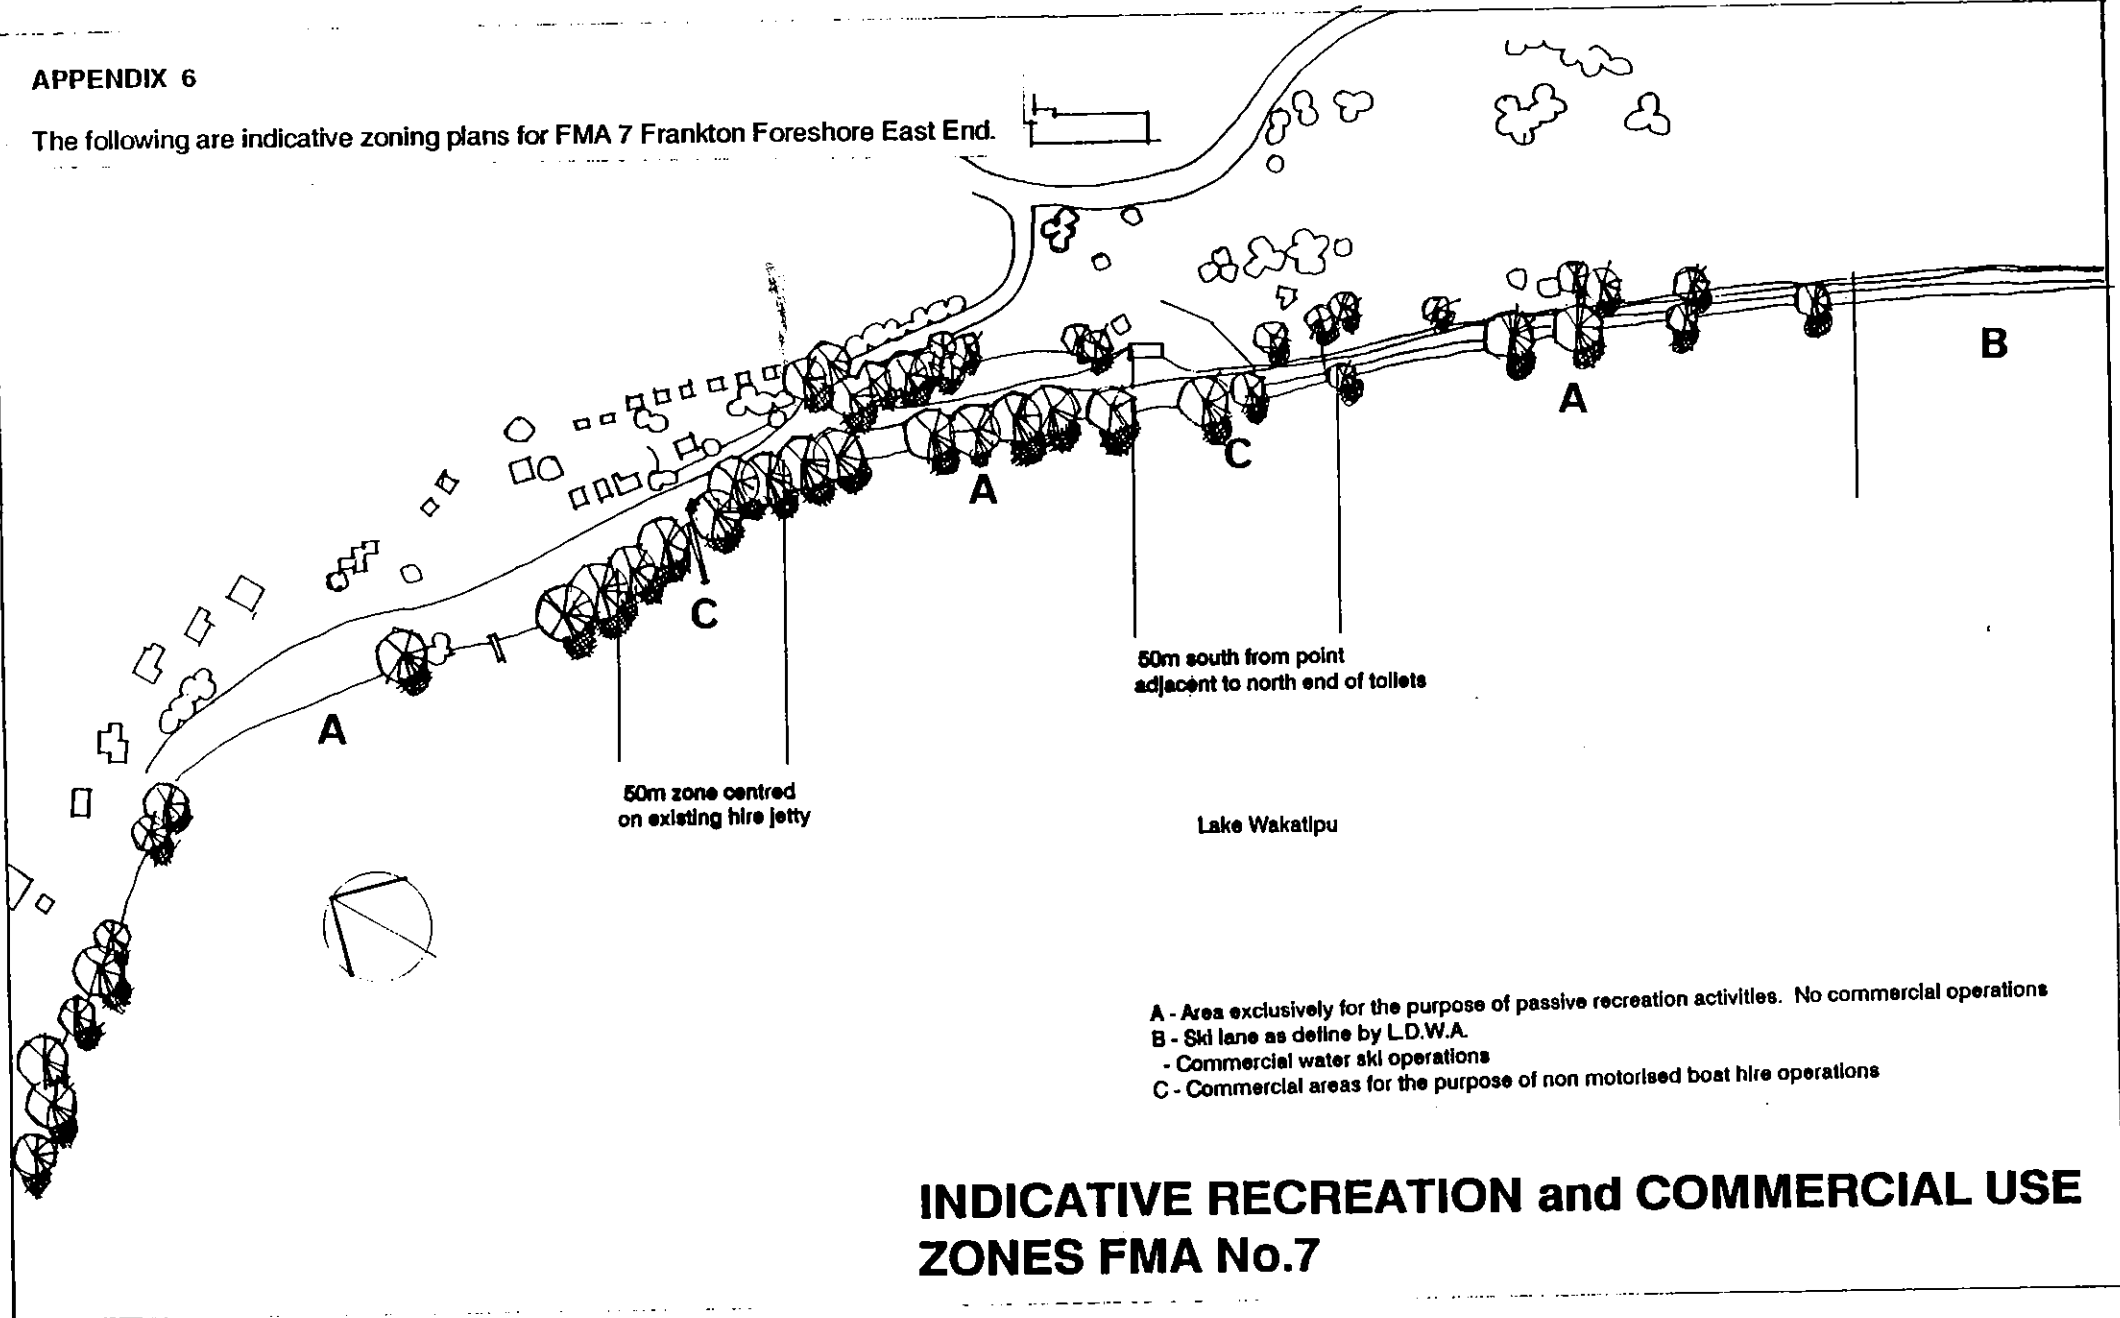 APPENDIX 6
The following are indicative zoning plans for FMA 7 Frankton Foreshore East End.
B
A
C
A
C
50m south from point
adjacent to north end of toilets
A
50m zone centred
on existing hire jetty
Lake Wakatipu
A - Area exclusively for the purpose of passive recreation activities. No commercial operations
B - Ski lane as define by L.D.W.A.
- Commercial water ski operations
C - Commercial areas for the purpose of non motorised boat hire operations
INDICATIVE RECREATION and COMMERCIAL USE
ZONES FMA No.7